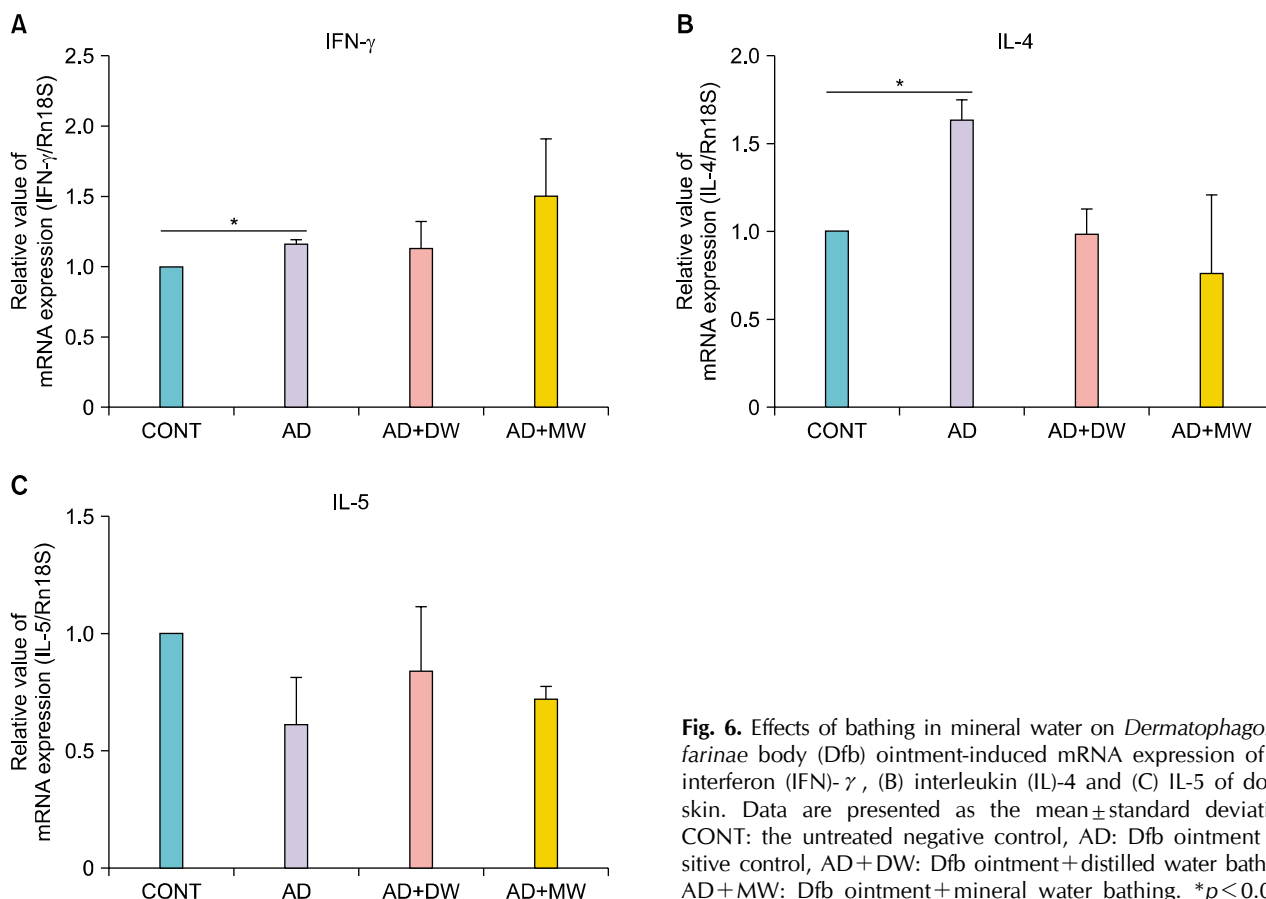 A
IFN-γ
Relative value of
mRNA expression (IFN-γ/Rn18S)
2.5
2.0
1.5
1.0
0.5
0
*
CONT AD AD+DW AD+MW
B
IL-4
Relative value of
mRNA expression (IL-4/Rn18S)
2.0
1.5
1.0
0.5
0
*
CONT AD AD+DW AD+MW
C
IL-5
Relative value of
mRNA expression (IL-5/Rn18S)
1.5
1.0
0.5
0
CONT AD AD+DW AD+MW
Fig. 6. Effects of bathing in mineral water on Dermatophago
farinae body (Dfb) ointment-induced mRNA expression of
interferon (IFN)-γ, (B) interleukin (IL)-4 and (C) IL-5 of do
skin. Data are presented as the mean±standard deviati
CONT: the untreated negative control, AD: Dfb ointment
sitive control, AD+DW: Dfb ointment+distilled water bath
AD+MW: Dfb ointment+mineral water bathing. *p<0.0